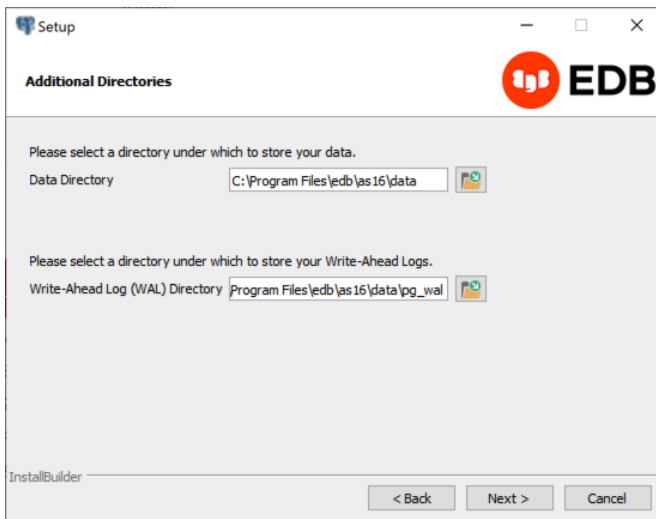 Setup
EDB
Additional Directories
Please select a directory under which to store your data.
Data Directory
C:\Program Files\edb\as16\data
Please select a directory under which to store your Write-Ahead Logs.
Write-Ahead Log (WAL) Directory
Program Files\edb\as16\data\pg_wal
InstallBuilder
< Back
Next >
Cancel